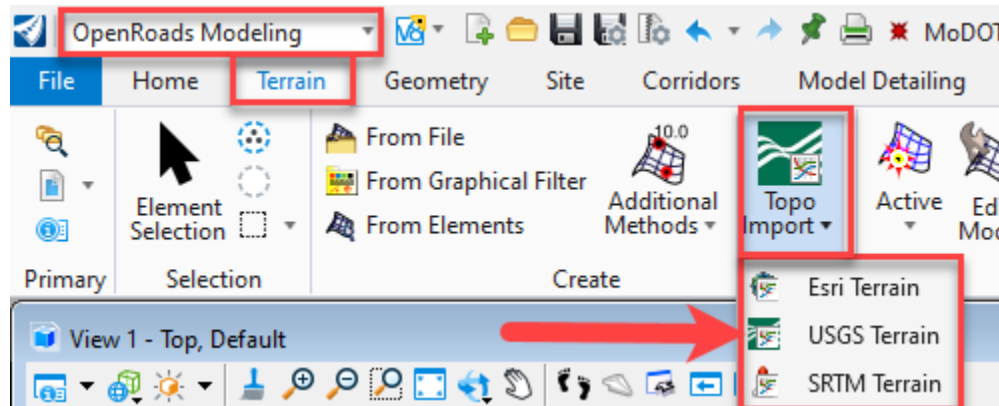 OpenRoads Modeling
MoDOT
File Home Terrain Geometry Site Corridors Model Detailing
From File
From Graphical Filter
From Elements
Element
Selection
10.0
Additional
Methods
Topo
Import
Active
Primary Selection Create
Esri Terrain
USGS Terrain
SRTM Terrain
View 1 - Top, Default